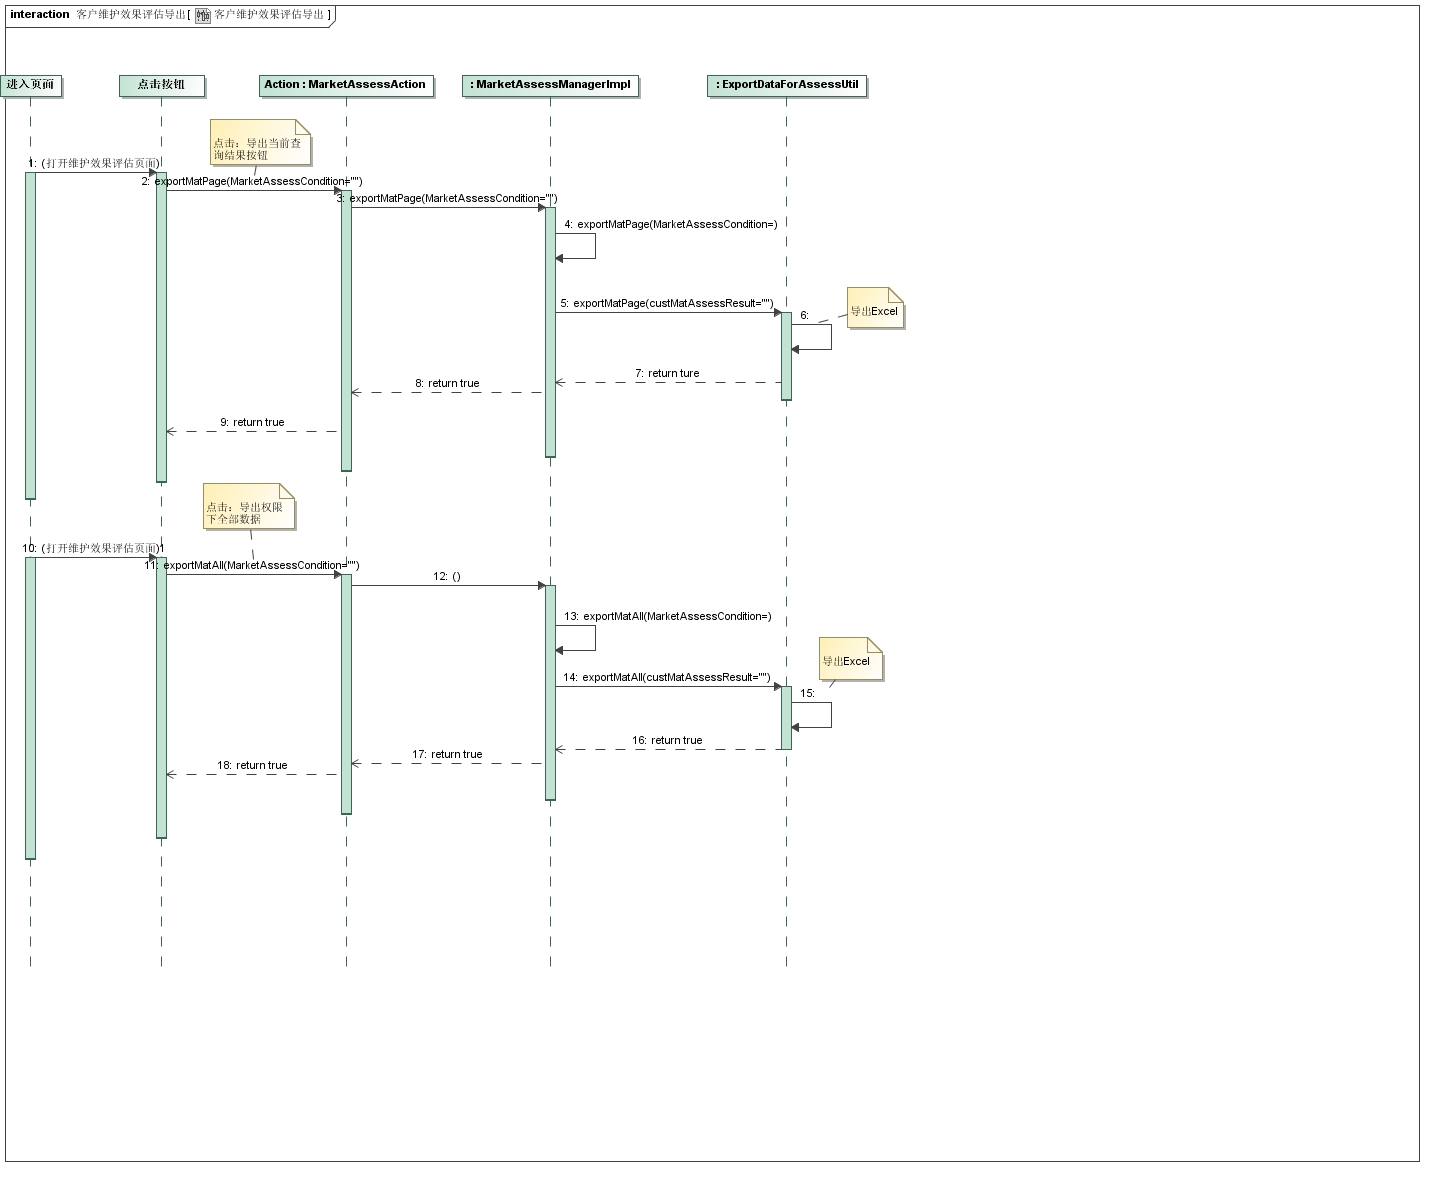 interaction 客户维护效果评估导出[ 客户维护效果评估导出 ]
进入页面
点击按钮
Action : MarketAssessAction
: MarketAssessManagerImpl
: ExportDataForAssessUtil
点击：导出当前查
询结果按钮
1: (打开维护效果评估页面)
2: exportMatPage(MarketAssessCondition="")
3: exportMatPage(MarketAssessCondition="")
4: exportMatPage(MarketAssessCondition=)
5: exportMatPage(custMatAssessResult="")
6:
导出Excel
7: return ture
8: return true
9: return true
点击：导出权限
下全部数据
10: (打开维护效果评估页面)1
11: exportMatAll(MarketAssessCondition="")
12: ()
13: exportMatAll(MarketAssessCondition=)
14: exportMatAll(custMatAssessResult="")
导出Excel
15:
16: return true
17: return true
18: return true